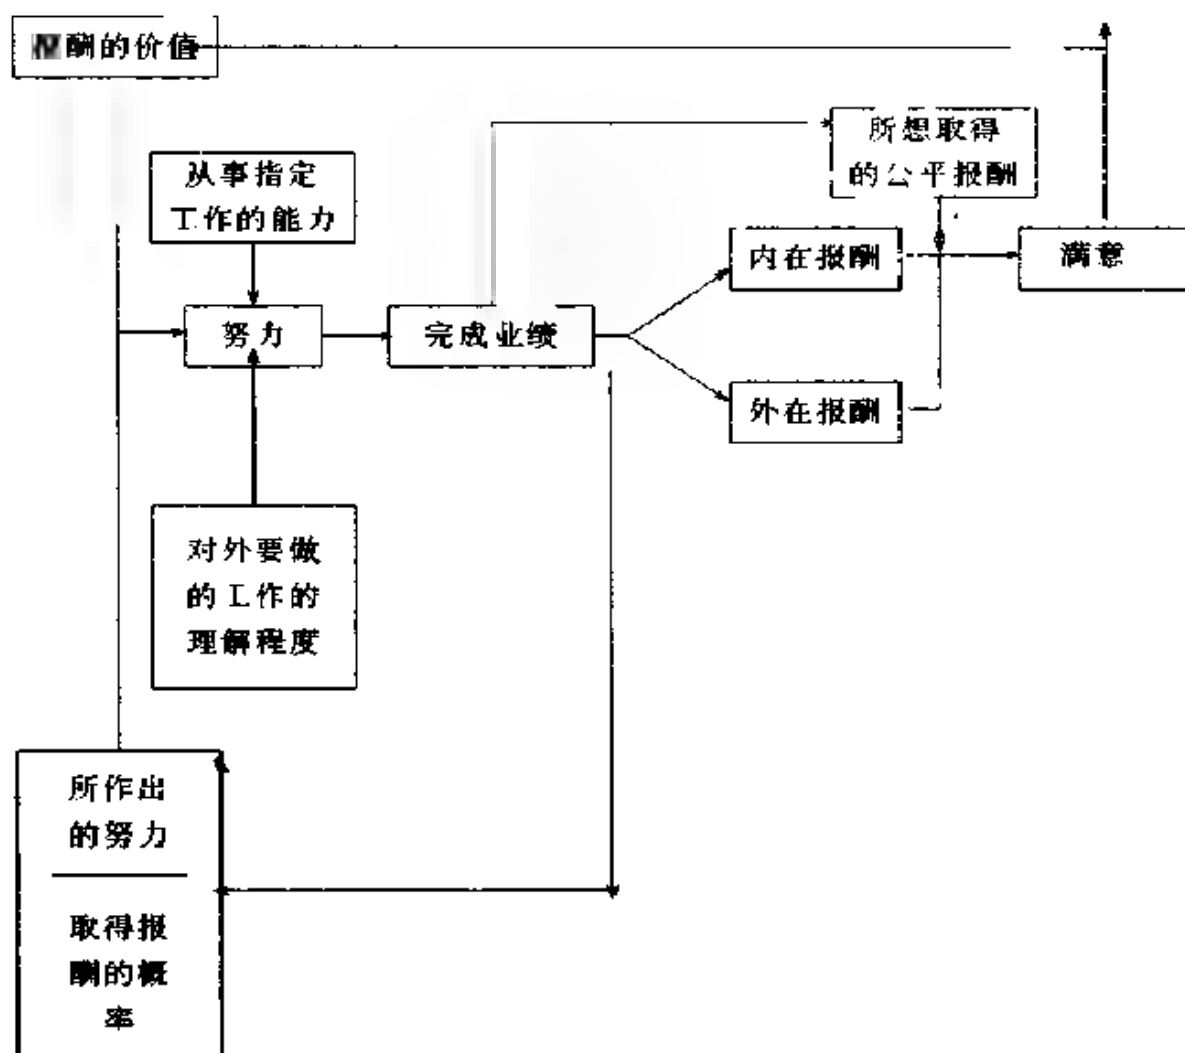 报酬的价值
所想取得
的公平报酬
从事指定
工作的能力
内在报酬
满意
努力
完成业绩
外在报酬
对外要做
的工作的
理解程度
所作出
的努力
取得报
酬的概
率